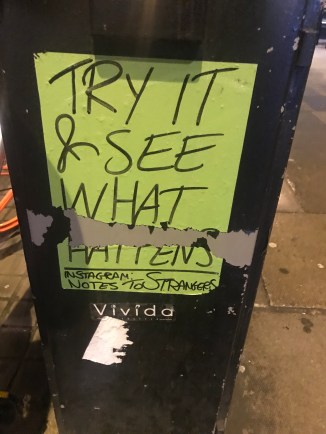 TRY IT
& SEE
WHAT
HAPPENS
INSTAGRAM:
NOTES TO STRANGERS
Vivida